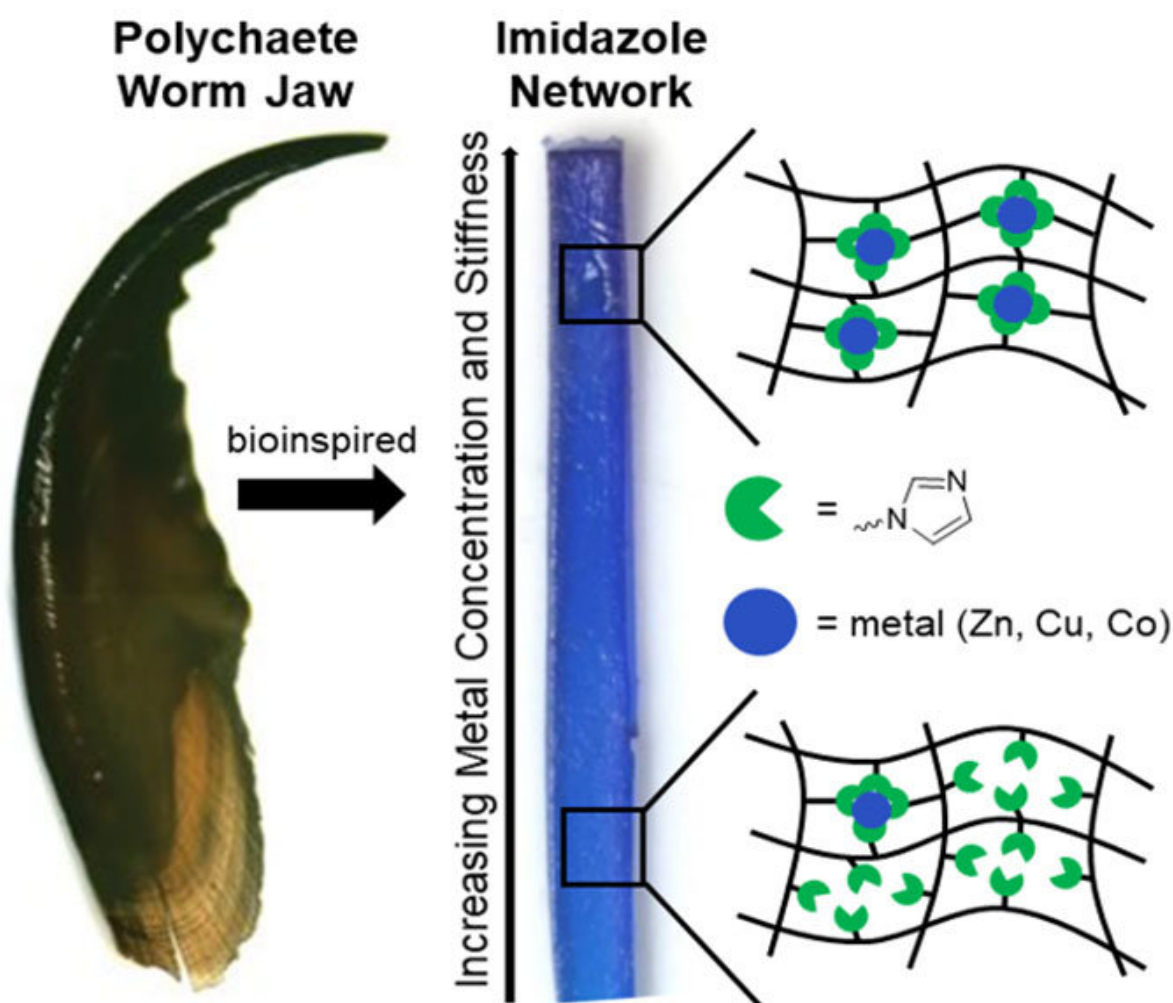 Polychaete
Worm Jaw
Imidazole
Network
bioinspired
Increasing Metal Concentration and Stiffness
= N N
= metal (Zn, Cu, Co)